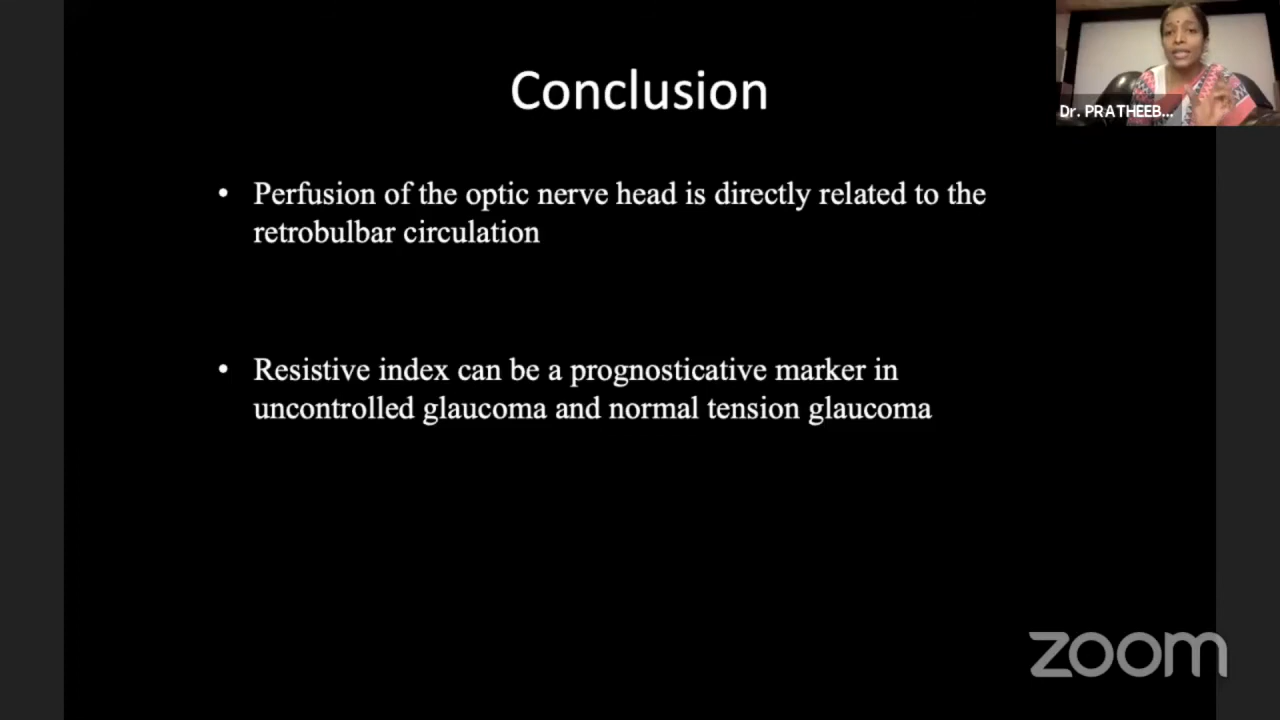 Conclusion
Dr. PRATHEEB...
• Perfusion of the optic nerve head is directly related to the
retrobulbar circulation
• Resistive index can be a prognosticative marker in
uncontrolled glaucoma and normal tension glaucoma
zoom